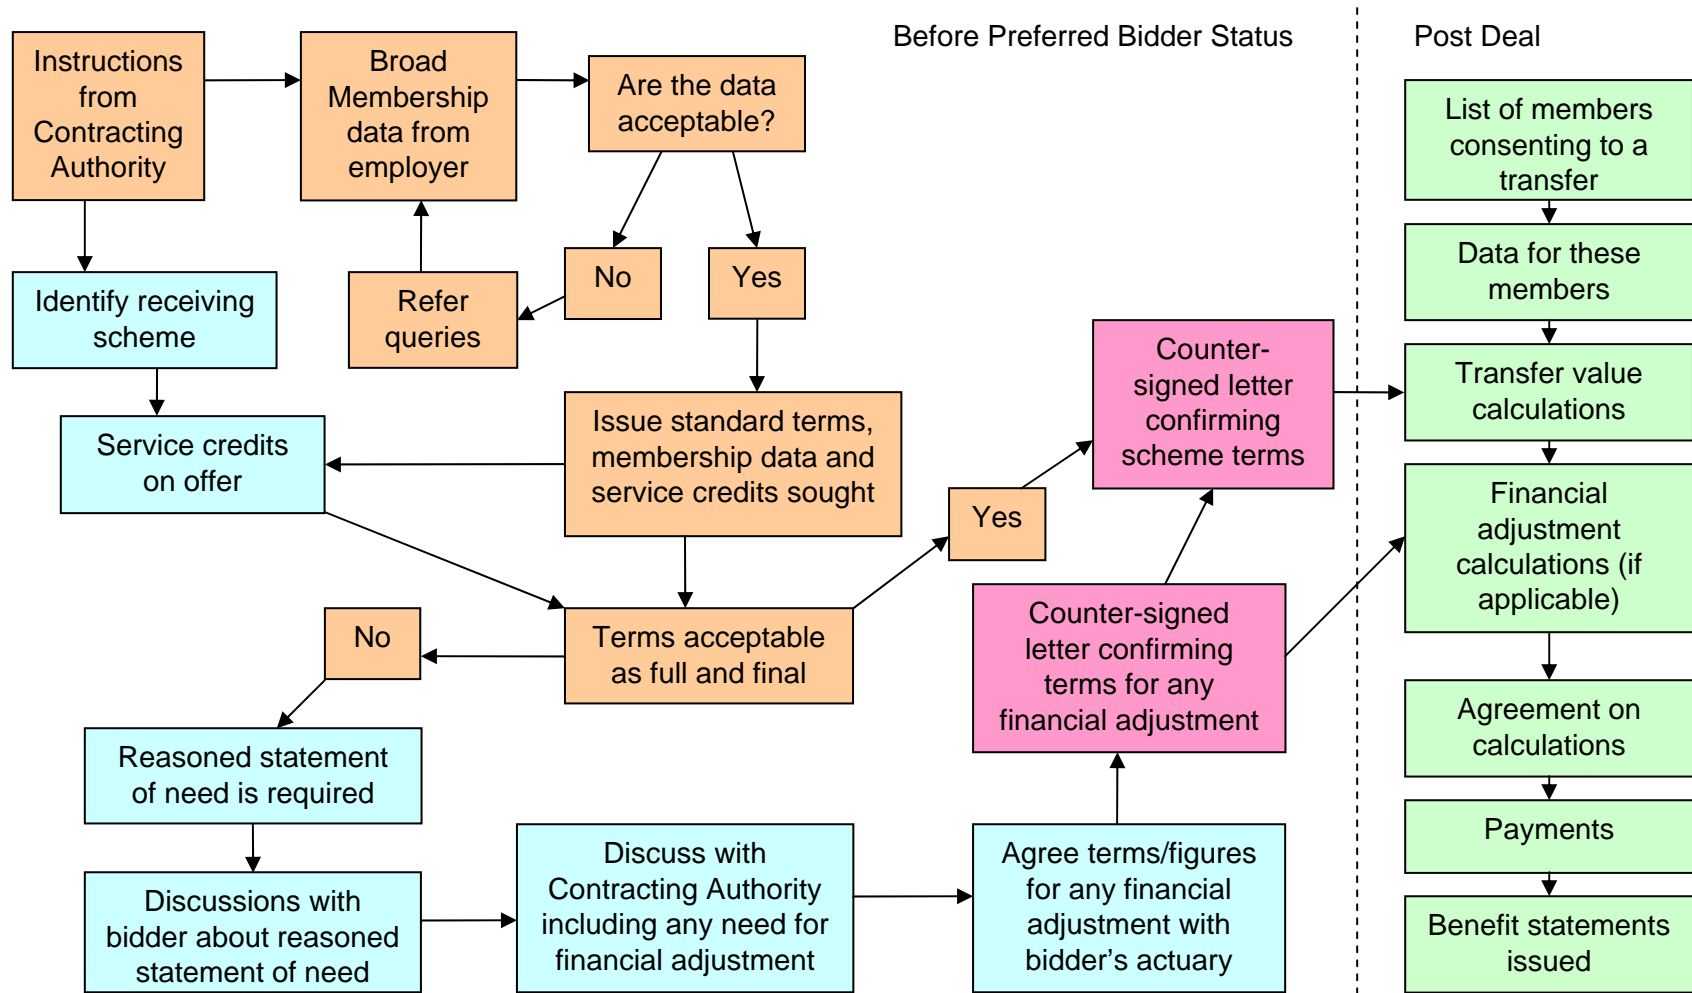 Before Preferred Bidder Status
Post Deal
Instructions
from
Contracting
Authority
Broad
Membership
data from
employer
Are the data
acceptable?
No
Yes
Refer
queries
Identify receiving
scheme
Service credits
on offer
Issue standard terms,
membership data and
service credits sought
Terms acceptable
as full and final
Yes
No
Counter-
signed letter
confirming
scheme terms
Counter-signed
letter confirming
terms for any
financial adjustment
Reasoned statement
of need is required
Discussions with
bidder about reasoned
statement of need
Discuss with
Contracting Authority
including any need for
financial adjustment
Agree terms/figures
for any financial
adjustment with
bidder’s actuary
List of members
consenting to a
transfer
Data for these
members
Transfer value
calculations
Financial
adjustment
calculations (if
applicable)
Agreement on
calculations
Payments
Benefit statements
issued